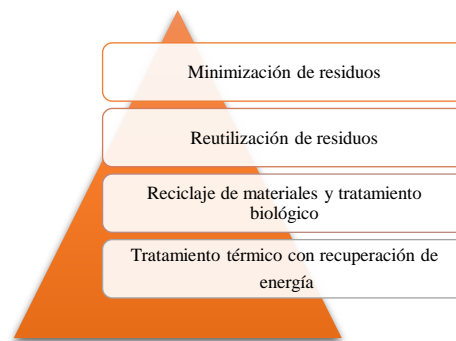 Minimización de residuos
Reutilización de residuos
Reciclaje de materiales y tratamiento
biológico
Tratamiento térmico con recuperación de
energía